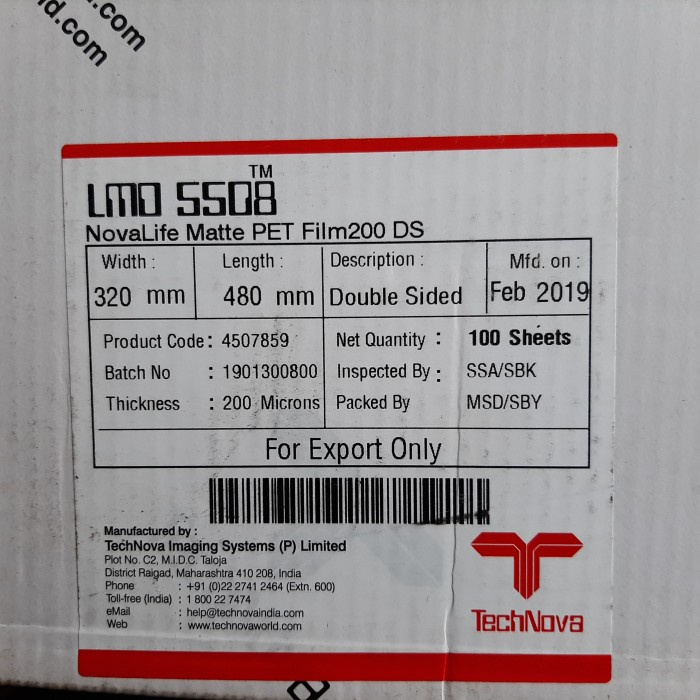 d.com
.com
LMO 5508™
NovaLife Matte PET Film200 DS
Width : Length : Description : Mfd. on :
320 mm 480 mm Double Sided Feb 2019
Product Code : 4507859 Net Quantity : 100 Sheets
Batch No : 1901300800 Inspected By : SSA/SBK
Thickness : 200 Microns Packed By MSD/SBY
For Export Only
Manufactured by :
TechNova Imaging Systems (P) Limited
Plot No. C2, M.I.D.C. Taloja
District Raigad, Maharashtra 410 208, India
Phone : +91 (0)22 2741 2464 (Extn. 600)
Toll-free (India) : 1 800 22 7474
eMail : help@technovaindia.com
Web : www.technovaworld.com
TechNova